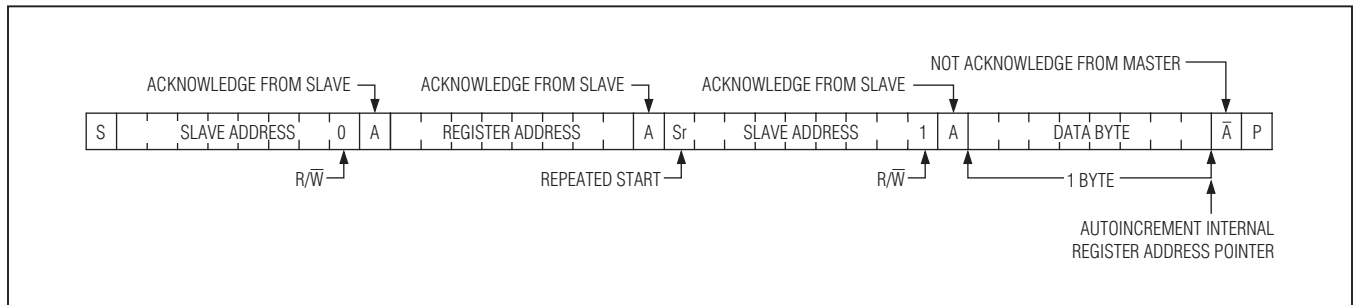 NOT ACKNOWLEDGE FROM MASTER
ACKNOWLEDGE FROM SLAVE ACKNOWLEDGE FROM SLAVE ACKNOWLEDGE FROM SLAVE
S SLAVE ADDRESS 0 A REGISTER ADDRESS A Sr SLAVE ADDRESS 1 A DATA BYTE A̅ P
R/W̅ REPEATED START R/W̅ 1 BYTE
AUTOINCREMENT INTERNAL
REGISTER ADDRESS POINTER